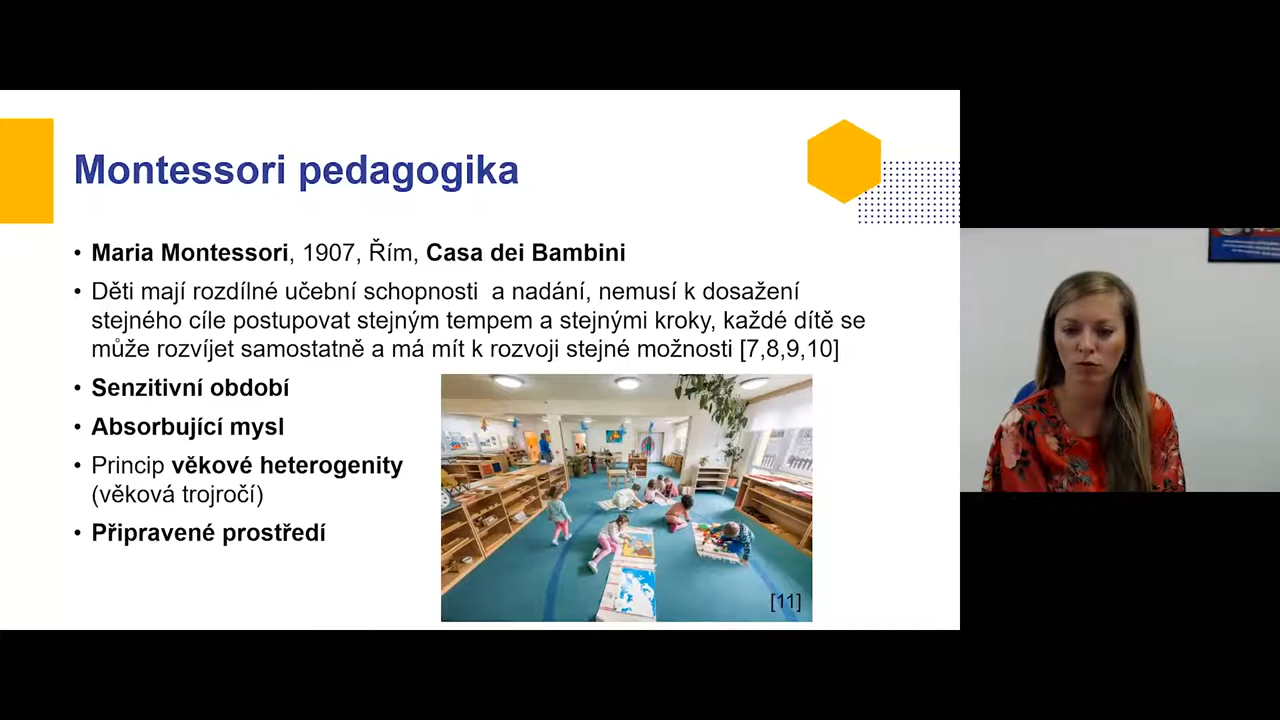 Montessori pedagogika
• Maria Montessori, 1907, Řím, Casa dei Bambini
• Děti mají rozdílné učební schopnosti  a nadání, nemusí k dosažení
stejného cíle postupovat stejným tempem a stejnými kroky, každé dítě se
může rozvíjet samostatně a má mít k rozvoji stejné možnosti [7,8,9,10]
• Senzitivní období
• Absorbující mysl
• Princip věkové heterogenity
(věková trojročí)
• Připravené prostředí
[11]